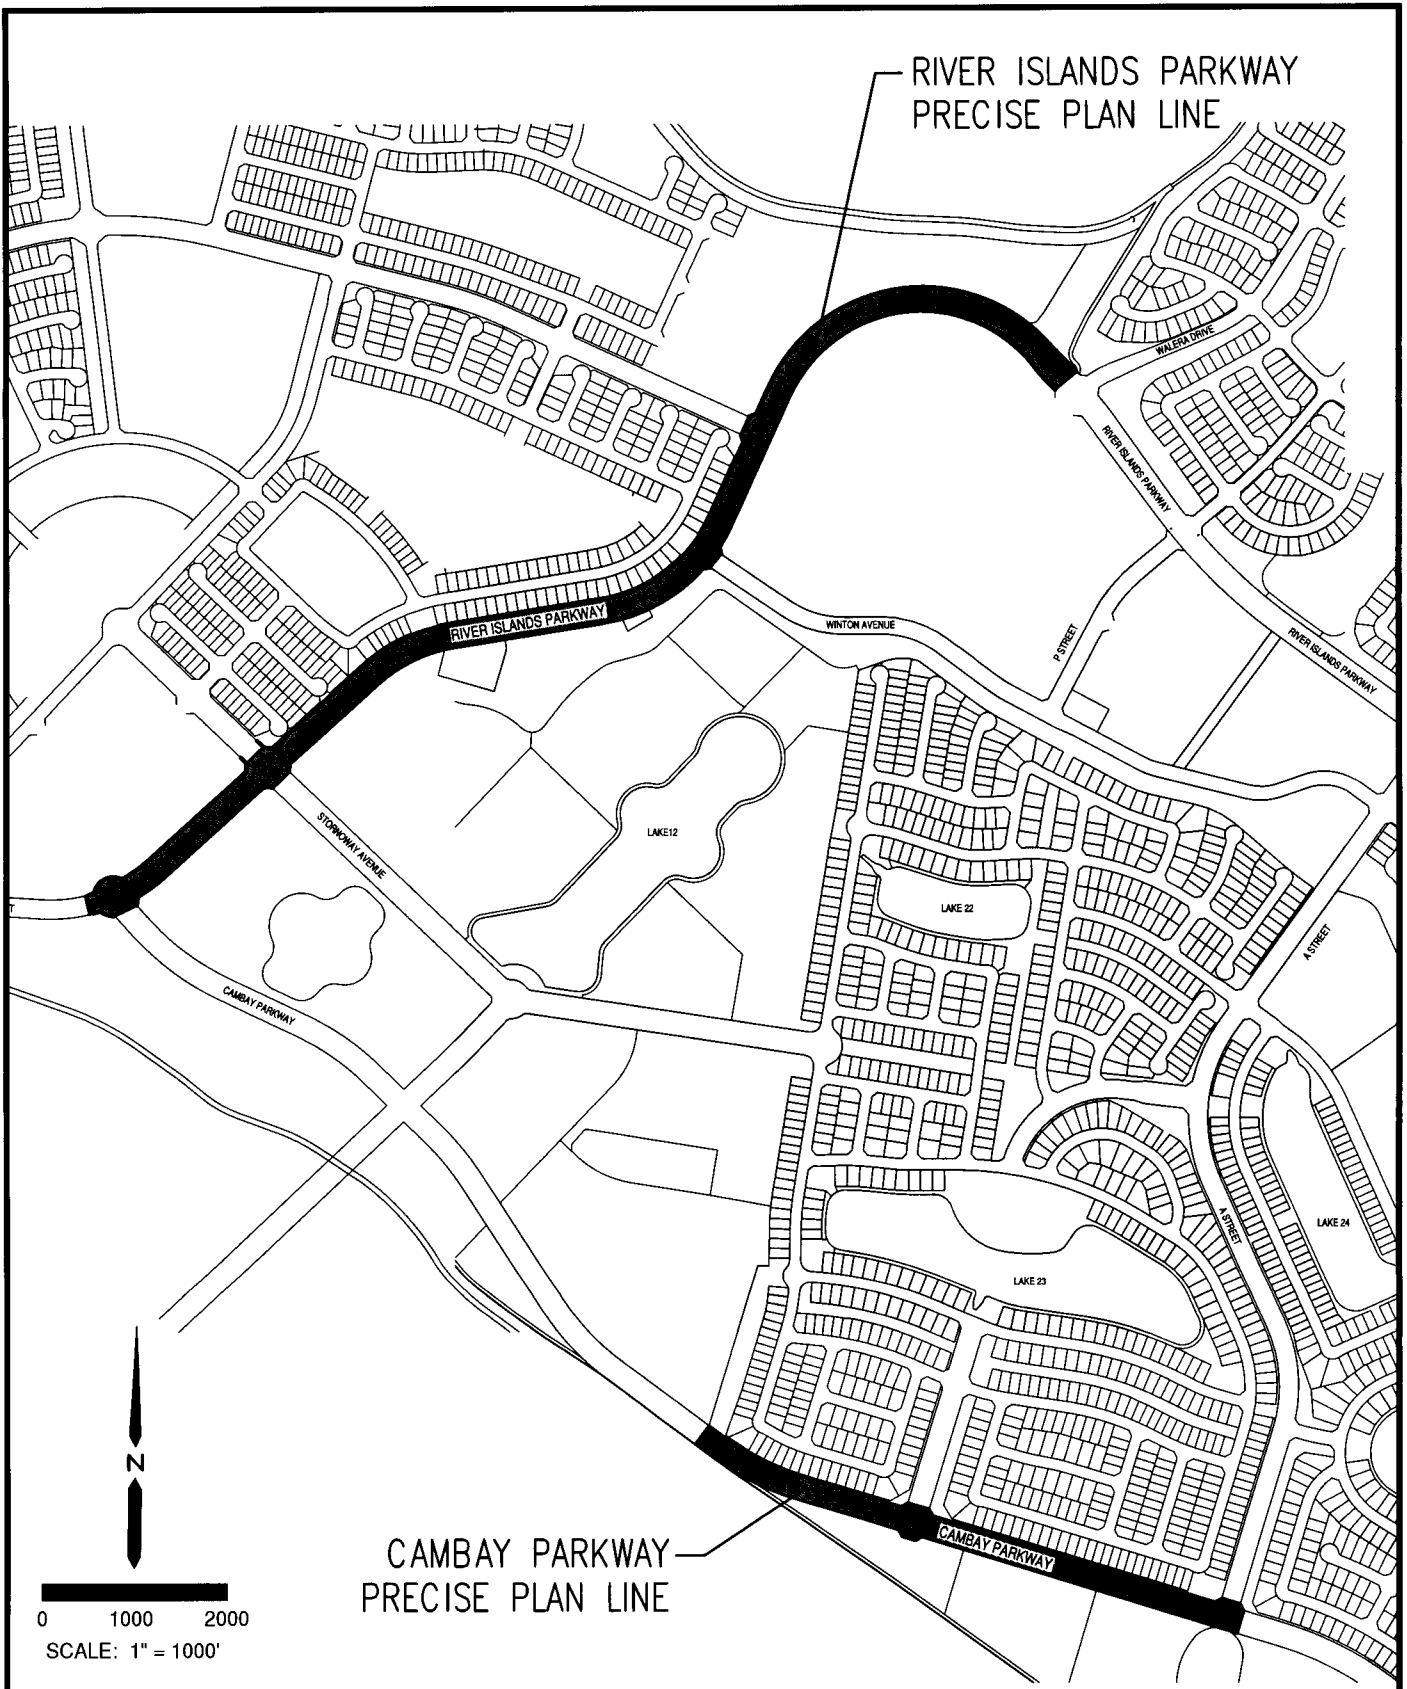 RIVER ISLANDS PARKWAY
PRECISE PLAN LINE
WALERA DRIVE
RIVER ISLANDS PARKWAY
RIVER ISLANDS PARKWAY
WINTON AVENUE
P STREET
RIVER ISLANDS PARKWAY
STORNOWAY AVENUE
LAKE12
LAKE 22
A STREET
T
CAMBAY PARKWAY
A STREET
LAKE 24
LAKE 23
N
CAMBAY PARKWAY
CAMBAY PARKWAY
PRECISE PLAN LINE
0 1000 2000
SCALE: 1" = 1000'